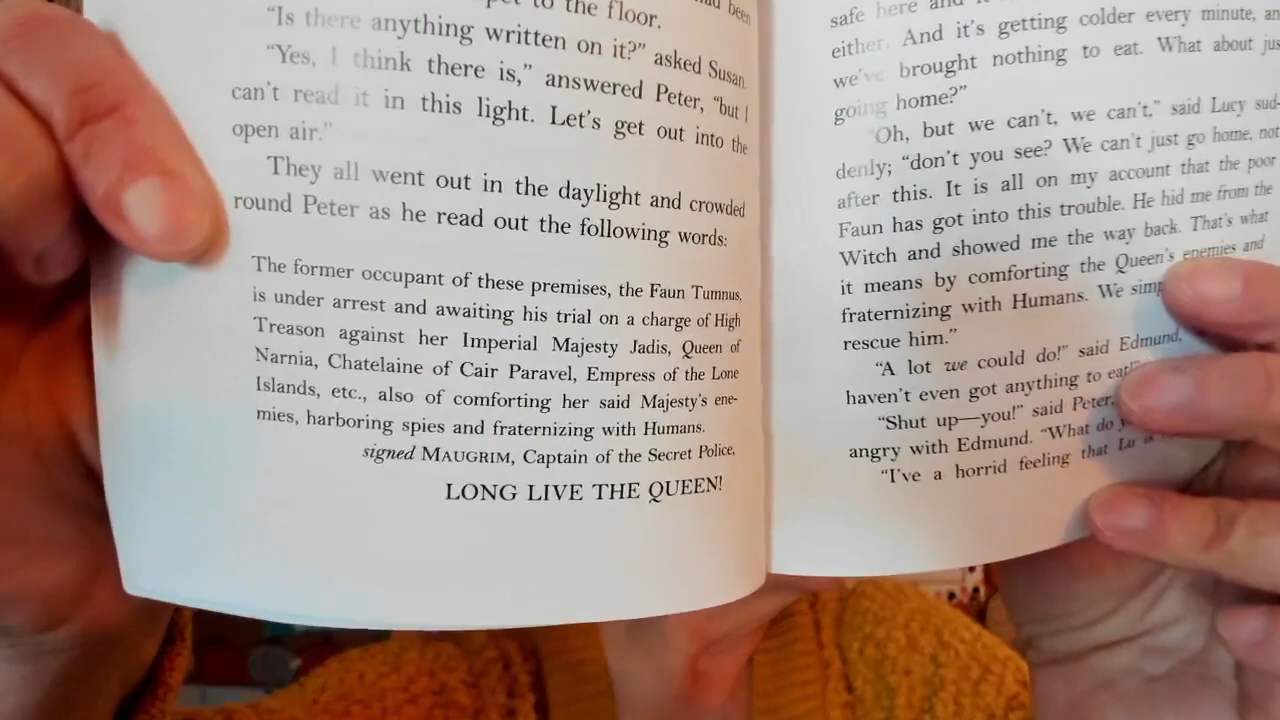 to the floor.
"Is there anything written on it?" asked Susan.
"Yes, I think there is," answered Peter, "but I
can't read it in this light. Let's get out into the
open air."
They all went out in the daylight and crowded
round Peter as he read out the following words:
The former occupant of these premises, the Faun Tumnus,
is under arrest and awaiting his trial on a charge of High
Treason against her Imperial Majesty Jadis, Queen of
Narnia, Chatelaine of Cair Paravel, Empress of the Lone
Islands, etc., also of comforting her said Majesty's ene-
mies, harboring spies and fraternizing with Humans.
signed MAUGRIM, Captain of the Secret Police,
LONG LIVE THE QUEEN!
safe here and
either. And it's getting colder every minute,
we've brought nothing to eat. What about
going home?"
"Oh, but we can't, we can't," said Lucy sud-
denly; "don't you see? We can't just go home, not
after this. It is all on my account that the poor
Faun has got into this trouble. He hid me from the
Witch and showed me the way back. That's what
it means by comforting the Queen's enemies and
fraternizing with Humans. We
rescue him."
"A lot we could do!" said Edmund,
haven't even got anything to eat!"
"Shut up—you!" said Peter,
angry with Edmund. "What do
"I've a horrid feeling that Lu